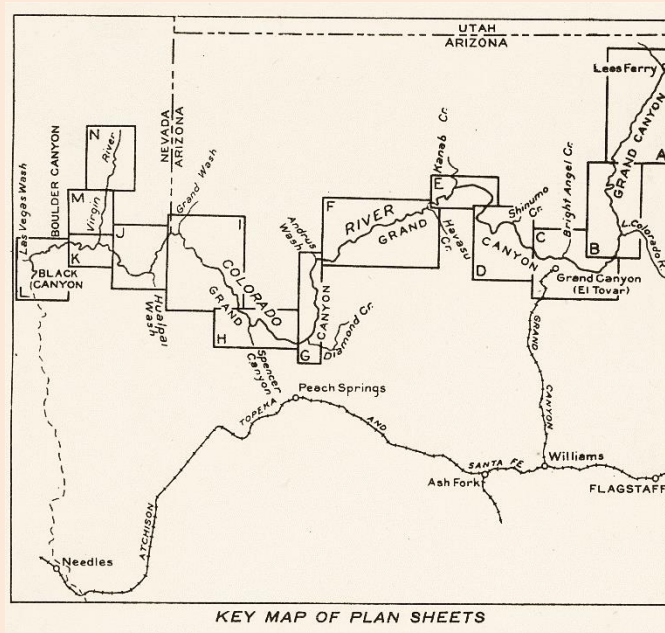 UTAH
ARIZONA
NEVADA
ARIZONA
Lees Ferry
GRAND CANYON
A
N
River
Virgin
M
BOULDER CANYON
Las Vegas Wash
Grand Wash
Kanab Cr.
E
Bright Angel Cr.
Shinumo
Cr.
F
RIVER
GRAND
Andrus
Wash
Havasu
Cr.
CANYON
C
B
L. Colorado R
D
Grand Canyon
(El Tovar)
J
I
K
L
BLACK
CANYON
Hualpai
Wash
COLORADO
GRAND
CANYON
H
G
Diamond Cr.
Spencer
Canyon
GRAND
CANYON
Peach Springs
TOPEKA
AND
SANTA FE
Williams
Ash Fork
FLAGSTAFF
ATCHISON
Needles
KEY MAP OF PLAN SHEETS